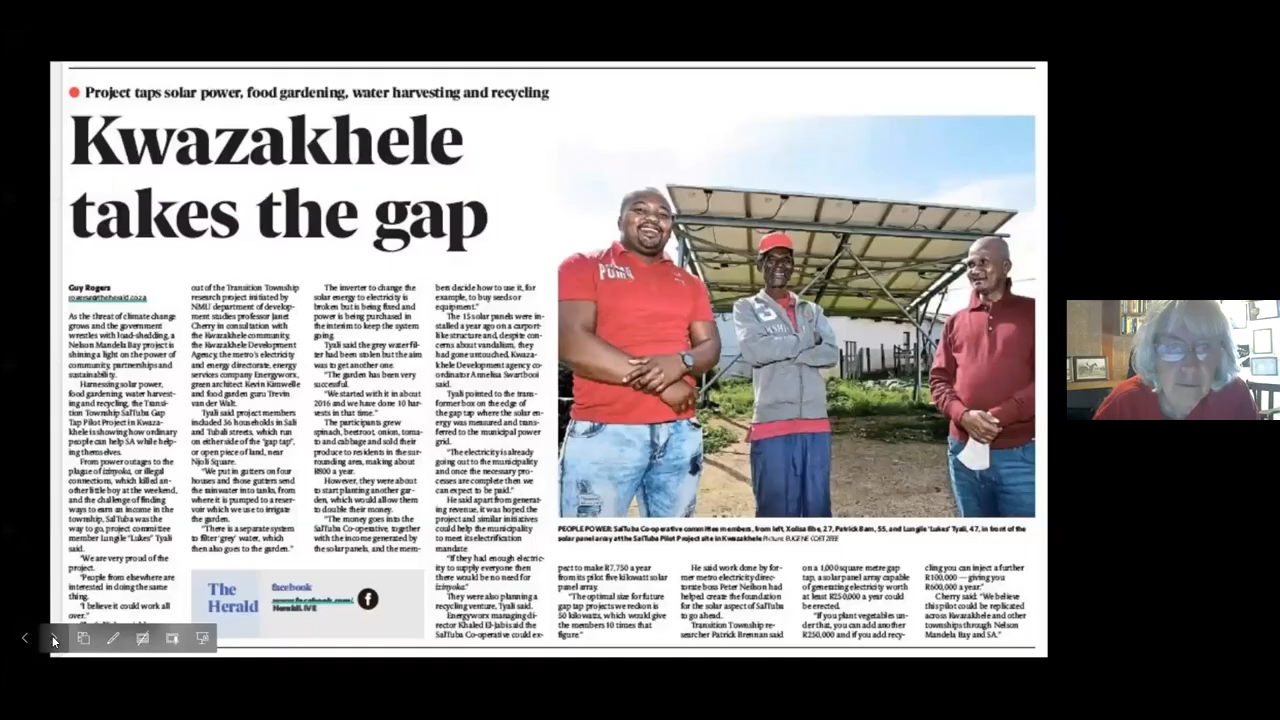 Project taps solar power, food gardening, water harvesting and recycling
Kwazakhele
takes the gap
Guy Rogers
rogersg@theherald.co.za
As the threat of climate change
grows and the government
wrestles with load-shedding, a
Nelson Mandela Bay project is
shining a light on the power of
community, partnerships and
sustainability.
Harnessing solar power,
food gardening, water harvest-
ing and recycling, the Transi-
tion Township SalTuba Gap
Tap Pilot Project in Kwaza-
khele is showing how ordinary
people can help SA while help-
ing themselves.
From power outages to the
plague of izinyoka, or illegal
connections, which killed an-
other little boy at the weekend,
and the challenge of finding
ways to earn an income in the
township, SalTuba was the
way to go, project committee
member Lungile "Lukes" Tyali
said.
"We are very proud of the
project.
"People from elsewhere are
interested in doing the same
thing.
"I believe it could work all
over."
out of the Transition Township
research project initiated by
NMU department of develop-
ment studies professor Janet
Cherry in consultation with
the Kwazakhele community,
the Kwazakhele Development
Agency, the metro's electricity
and energy directorate, energy
services company Energyworx,
green architect Kevin Kimwelle
and food garden guru Trevin
van der Walt.
Tyali said project members
included 36 households in Sali
and Tubali streets, which run
on either side of the "gap tap",
or open piece of land, near
Njoli Square.
"We put in gutters on four
houses and those gutters send
the rainwater into tanks, from
where it is pumped to a reser-
voir which we use to irrigate
the garden.
"There is a separate system
to filter 'grey' water, which
then also goes to the garden."
The inverter to change the
solar energy to electricity is
broken but is being fixed and
power is being purchased in
the interim to keep the system
going.
Tyali said the grey water fil-
ter had been stolen but the aim
was to get another one.
"The garden has been very
successful.
"We started with it in about
2016 and we have done 10 har-
vests in that time."
The participants grew
spinach, beetroot, onion, toma-
to and cabbage and sold their
produce to residents in the sur-
rounding area, making about
R800 a year.
However, they were about
to start planting another gar-
den, which would allow them
to double their money.
"The money goes into the
SalTuba Co-operative, together
with the income generated by
the solar panels, and the mem-
bers decide how to use it, for
example, to buy seeds or
equipment."
The 15 solar panels were in-
stalled a year ago on a carport-
like structure and, despite con-
cerns about vandalism, they
had gone untouched, Kwaza-
khele Development agency co-
ordinator Annelisa Swartbooi
said.
Tyali pointed to the trans-
former box on the edge of
the gap tap where the solar en-
ergy was measured and trans-
ferred to the municipal power
grid.
"The electricity is already
going out to the municipality
and once the necessary pro-
cesses are complete then we
can expect to be paid."
He said apart from generat-
ing revenue, it was hoped the
project and similar initiatives
could help the municipality
to meet its electrification
mandate.
"If they had enough electric-
ity to supply everyone then
there would be no need for
izinyoka."
They were also planning a
recycling venture, Tyali said.
Energyworx managing di-
rector Khaled El-Jabi said the
SalTuba Co-operative could ex-
PEOPLE POWER: SalTuba Co-operative committee members, from left, Xolisa Bhe, 27, Patrick Bam, 55, and Lungile 'Lukes' Tyali, 47, in front of the
solar panel array at the SalTuba Pilot Project site in Kwazakhele Picture: EUGENE COETZEE
pect to make R7,750 a year
from its pilot five kilowatt solar
panel array.
"The optimal size for future
gap tap projects we reckon is
50 kilowatts, which would give
the members 10 times that
figure."
He said work done by for-
mer metro electricity direc-
torate boss Peter Neilson had
helped create the foundation
for the solar aspect of SalTuba
to go ahead.
Transition Township re-
searcher Patrick Brennan said
on a 1,000 square metre gap
tap, a solar panel array capable
of generating electricity worth
at least R250,000 a year could
be erected.
"If you plant vegetables un-
der that, you can add another
R250,000 and if you add recy-
cling you can inject a further
R100,000 — giving you
R600,000 a year."
Cherry said: "We believe
this pilot could be replicated
across Kwazakhele and other
townships through Nelson
Mandela Bay and SA."
The
Herald
facebook
www.facebook.com/
HeraldLIVE
PUMA